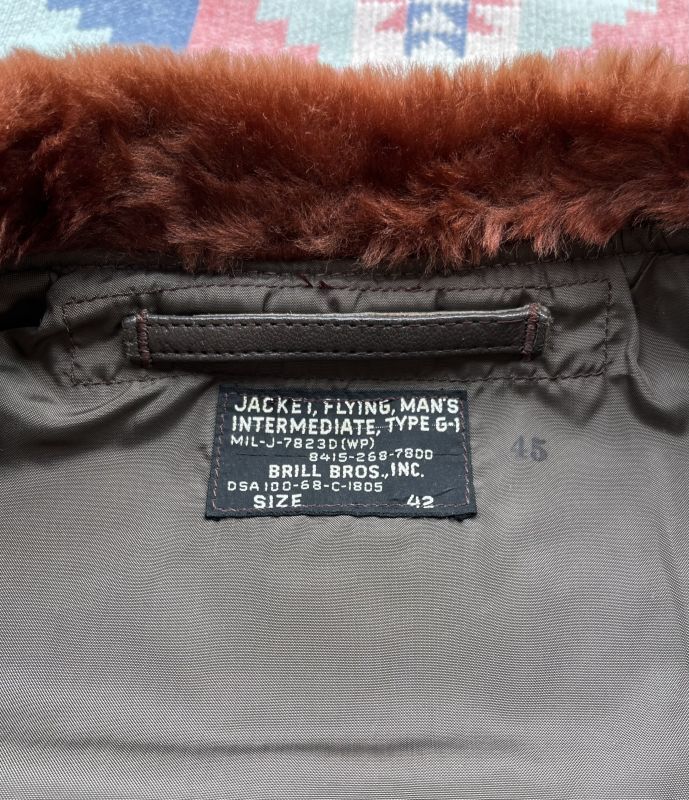 JACKET, FLYING, MAN'S
INTERMEDIATE, TYPE G-1
MIL-J-7823D(WP)
8415-268-7800
BRILL BROS., INC.
DSA 100-68-C-1805
SIZE 42
45